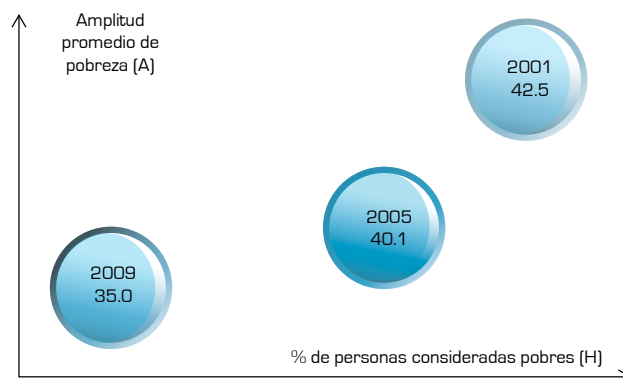 Amplitud
promedio de
pobreza (A)
2001
42.5
2005
40.1
2009
35.0
% de personas consideradas pobres (H)